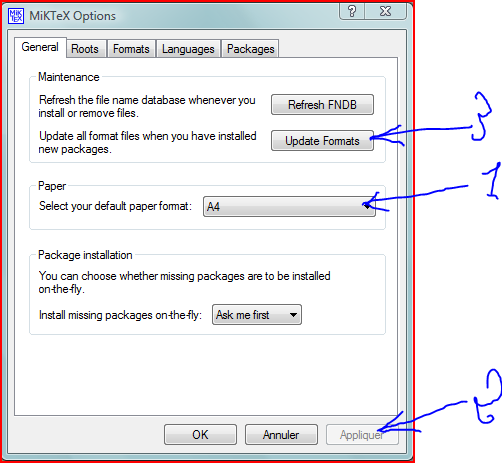 MiKTeX Options
General Roots Formats Languages Packages
Maintenance
Refresh the file name database whenever you
install or remove files.
Refresh FNDB
Update all format files when you have installed
new packages.
Update Formats
3
Paper
Select your default paper format: A4
1
Package installation
You can choose whether missing packages are to be installed
on-the-fly.
Install missing packages on-the-fly: Ask me first
OK Annuler Appliquer
2